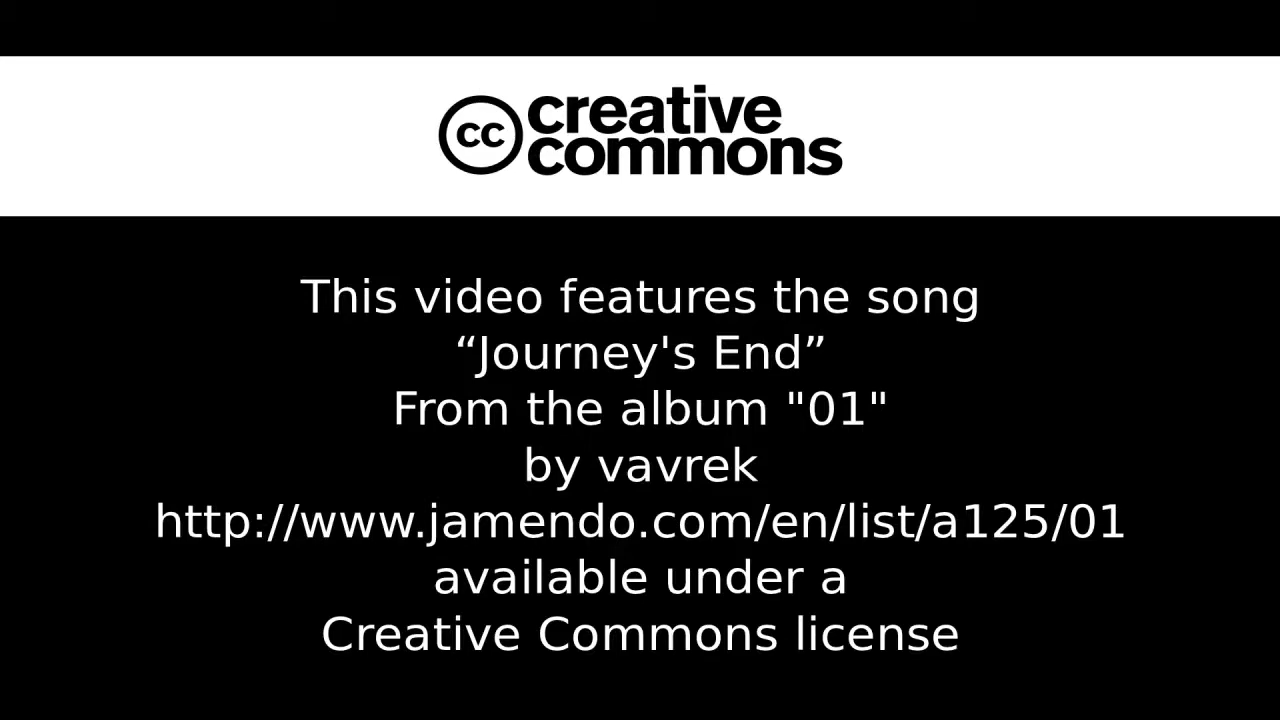 cc creative
commons
This video features the song
“Journey's End”
From the album "01"
by vavrek
http://www.jamendo.com/en/list/a125/01
available under a
Creative Commons license